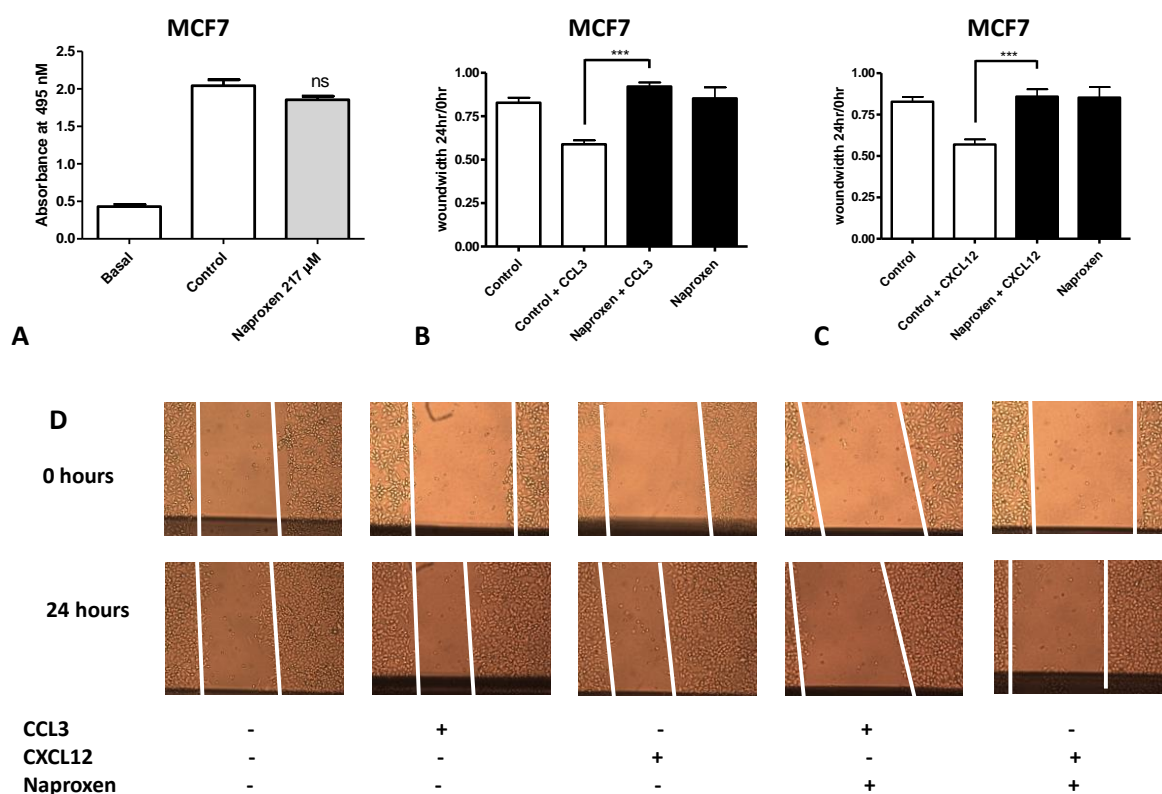 MCF7
2.5
2.0
1.5
1.0
0.5
0.0
Absorbance at 495 nM
ns
Basal
Control
Naproxen 217 µM
A
MCF7
1.00
0.75
0.50
0.25
0.00
woundwidth 24hr/0hr
***
Control
Control + CCL3
Naproxen + CCL3
Naproxen
B
MCF7
1.00
0.75
0.50
0.25
0.00
woundwidth 24hr/0hr
***
Control
Control + CXCL12
Naproxen + CXCL12
Naproxen
C
D
0 hours
24 hours
CCL3 - + - + -
CXCL12 - - + - +
Naproxen - - - + +